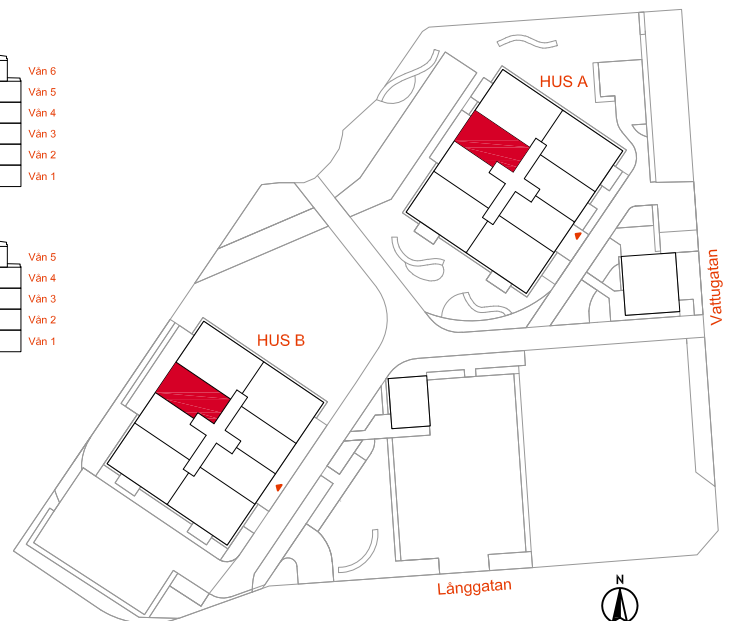 Vån 6
Vån 5
Vån 4
Vån 3
Vån 2
Vån 1
Vån 5
Vån 4
Vån 3
Vån 2
Vån 1
HUS A
HUS B
Vattugatan
Långgatan
N